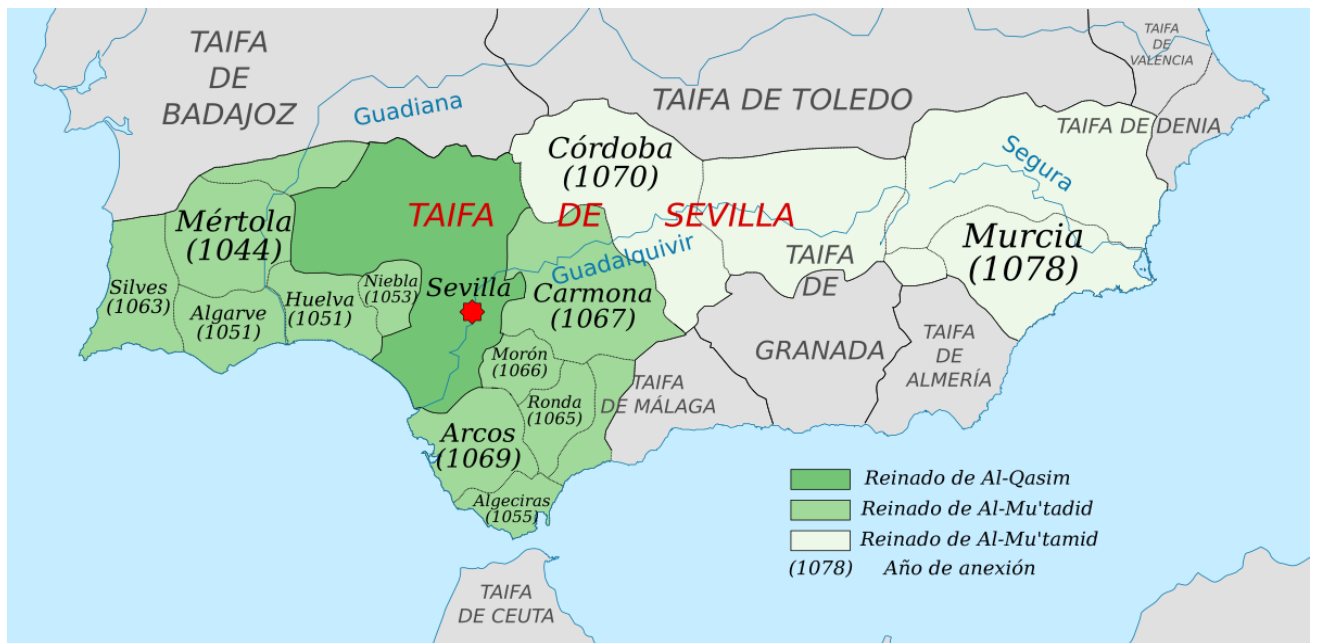 TAIFA
DE
BADAJOZ
Guadiana
TAIFA DE TOLEDO
TAIFA
DE
VALENCIA
TAIFA DE DENIA
Córdoba
(1070)
Segura
Mértola
(1044)
TAIFA DE SEVILLA
Guadalquivir
TAIFA
DE
GRANADA
Murcia
(1078)
Silves
(1063)
Algarve
(1051)
Huelva
(1051)
Niebla
(1053)
Sevilla
Carmona
(1067)
Morón
(1066)
Ronda
(1065)
TAIFA
DE MÁLAGA
TAIFA
DE
ALMERÍA
Arcos
(1069)
Algeciras
(1055)
Reinado de Al-Qasim
Reinado de Al-Mu'tadid
Reinado de Al-Mu'tamid
(1078) Año de anexión
TAIFA
DE CEUTA